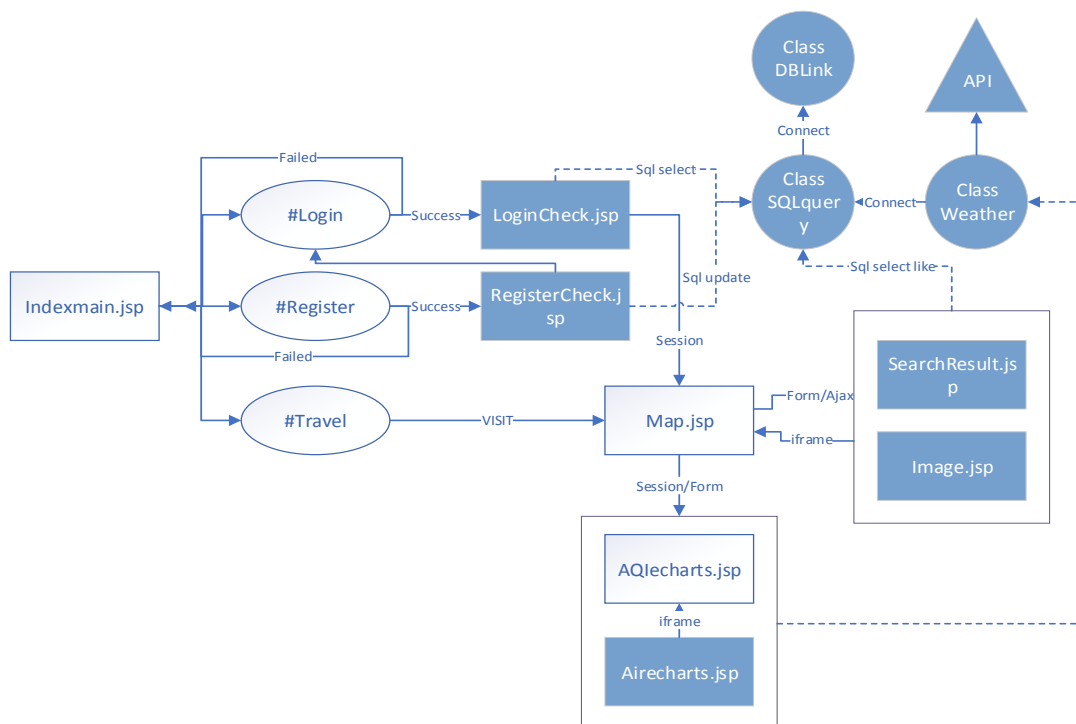 Class
DBLink
API
Connect
Failed
Sql select
Class
SQLquer
y
Class
Weather
#Login
Success
LoginCheck.jsp
Connect
Sql select like
Sql update
Indexmain.jsp
#Register
Success
RegisterCheck.j
sp
Failed
Session
SearchResult.js
p
#Travel
VISIT
Map.jsp
Form/Ajax
iframe
Image.jsp
Session/Form
AQIecharts.jsp
iframe
Airecharts.jsp